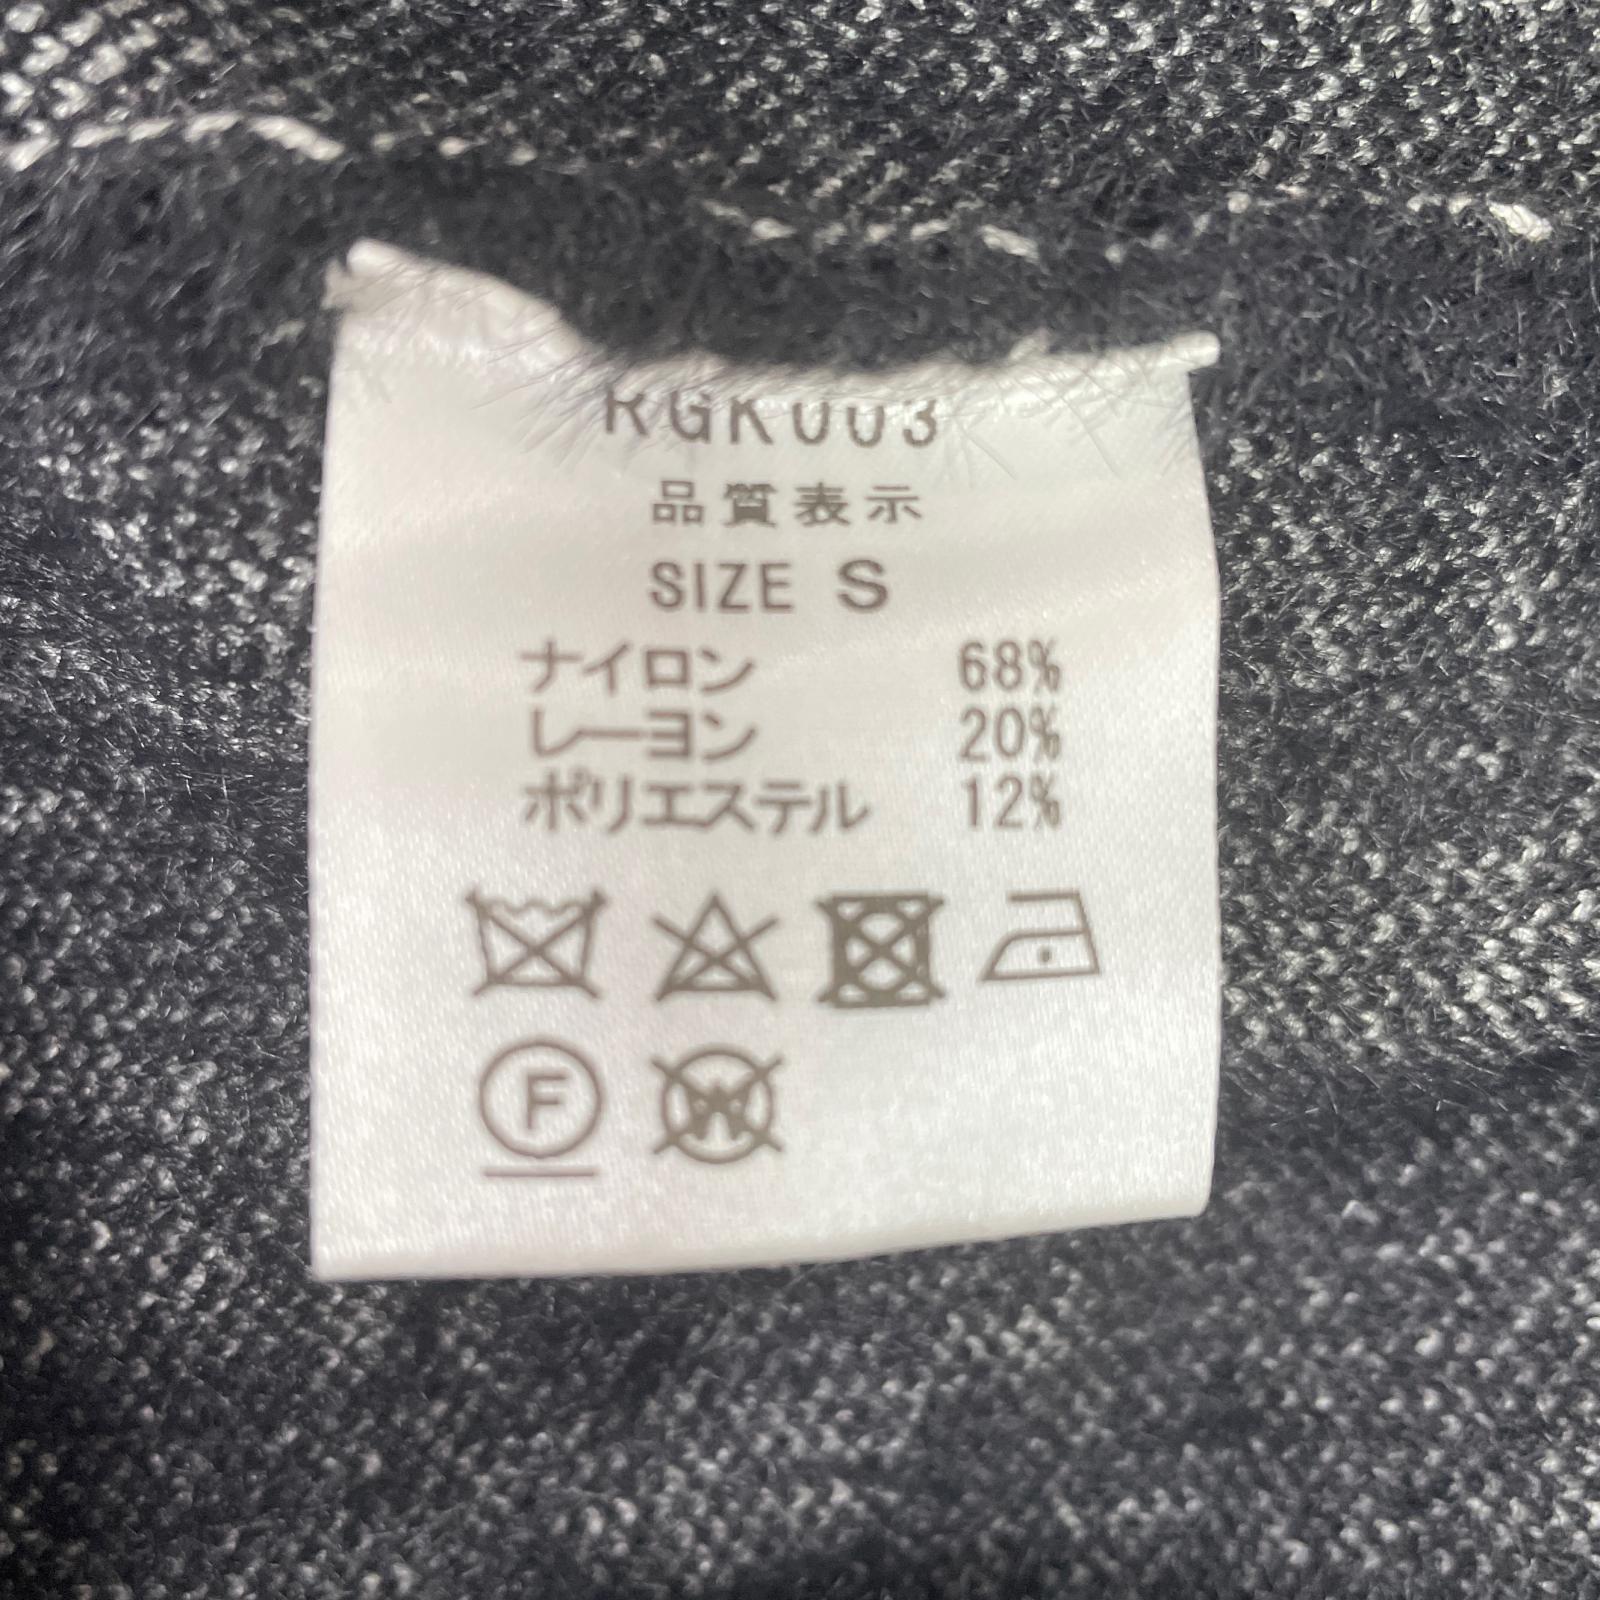 RGK003
品質表示
SIZE S
ナイロン 68%
レーヨン 20%
ポリエステル 12%
F
W